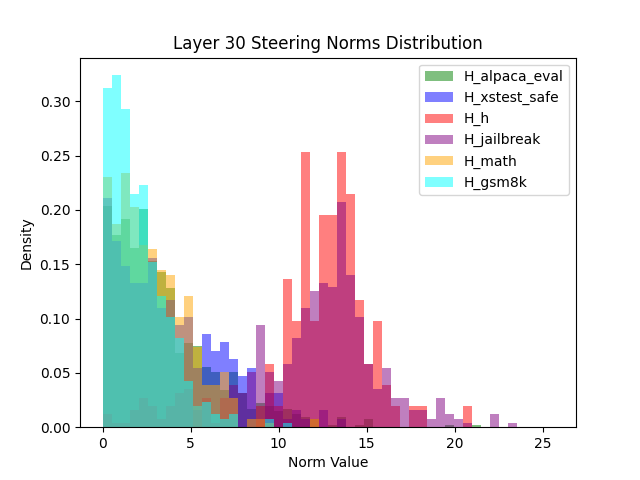 Layer 30 Steering Norms Distribution
H_alpaca_eval
H_xstest_safe
H_h
H_jailbreak
H_math
H_gsm8k
Density
0.30
0.25
0.20
0.15
0.10
0.05
0.00
0 5 10 15 20 25
Norm Value